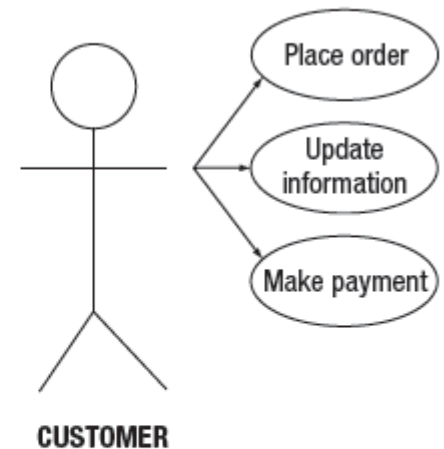 Place order
Update
information
Make payment
CUSTOMER